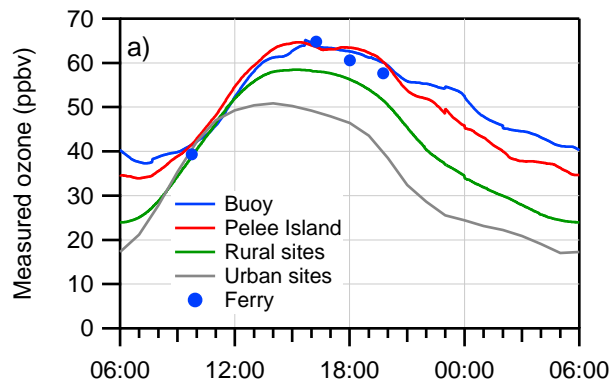 a)
Measured ozone (ppbv)
70
60
50
40
30
20
10
0
Buoy
Pelee Island
Rural sites
Urban sites
Ferry
06:00 12:00 18:00 00:00 06:00